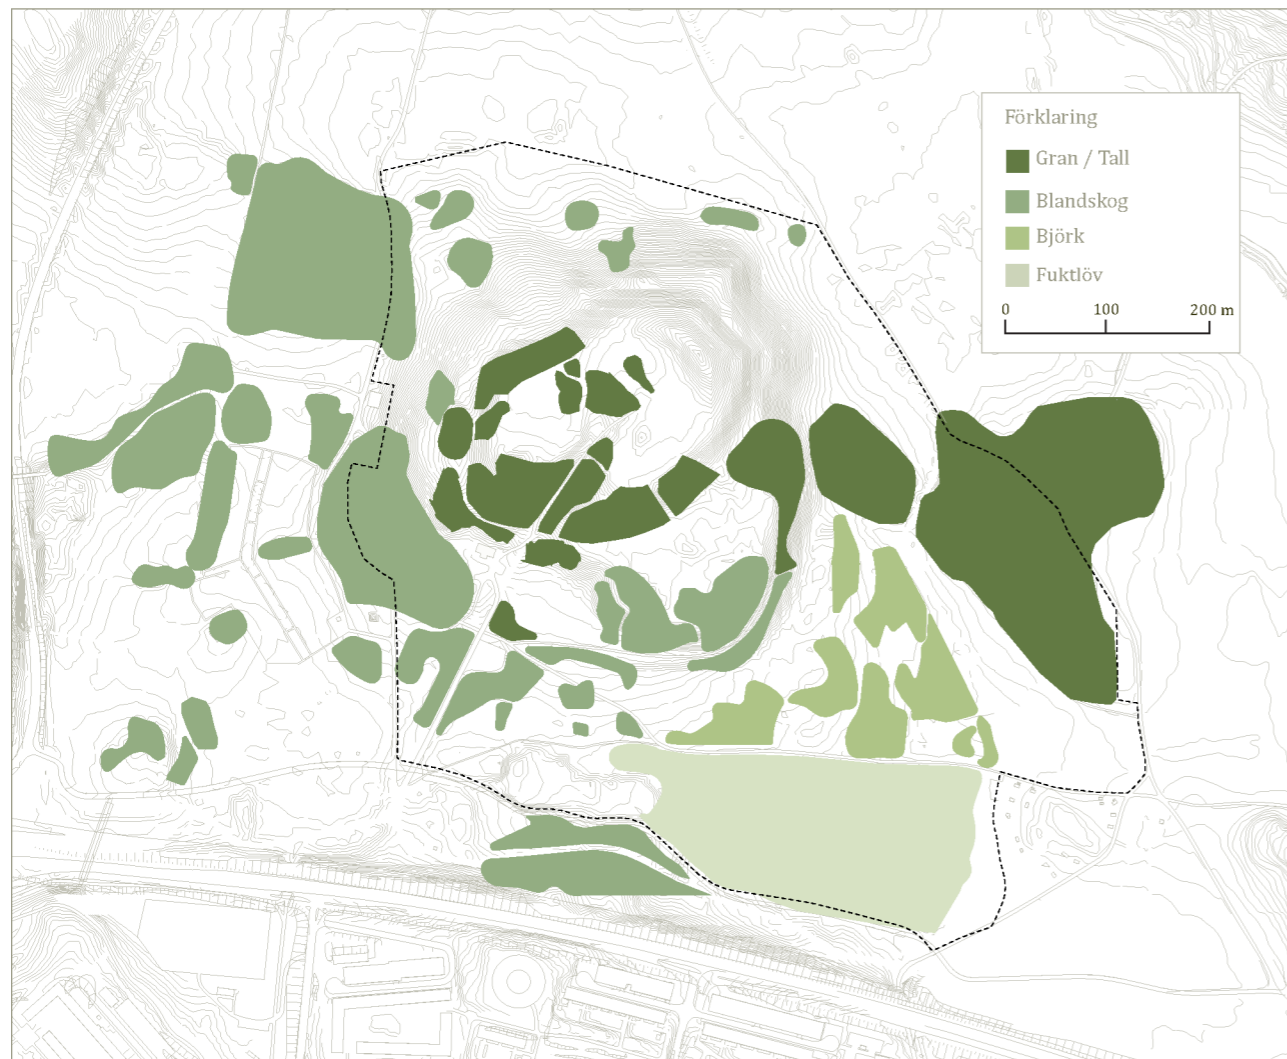 Förklaring
Gran / Tall
Blandskog
Björk
Fuktlöv
0 100 200 m